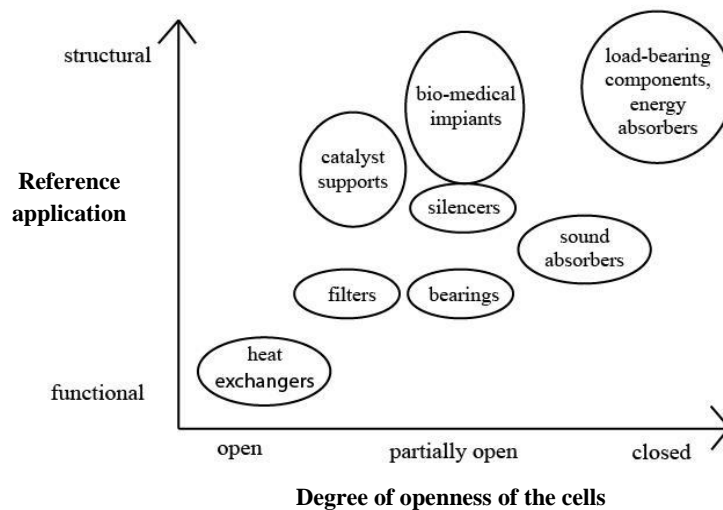 structural
load-bearing
components,
energy
absorbers
bio-medical
impiants
catalyst
supports
Reference
application
silencers
sound
absorbers
filters
bearings
heat
exchangers
functional
open
partially open
closed
Degree of openness of the cells